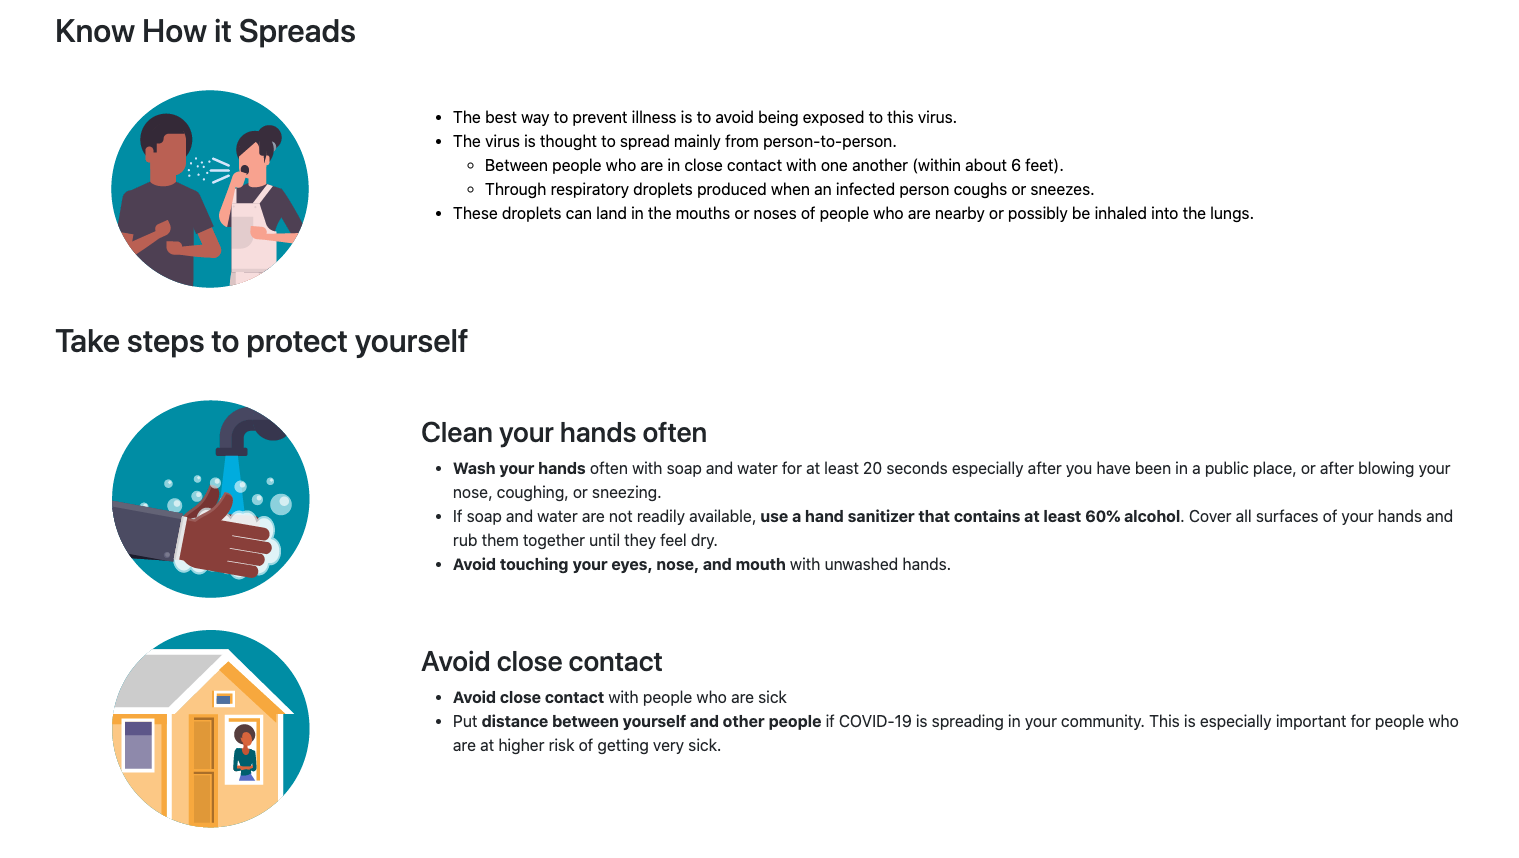 Know How it Spreads
• The best way to prevent illness is to avoid being exposed to this virus.
• The virus is thought to spread mainly from person-to-person.
◦ Between people who are in close contact with one another (within about 6 feet).
◦ Through respiratory droplets produced when an infected person coughs or sneezes.
• These droplets can land in the mouths or noses of people who are nearby or possibly be inhaled into the lungs.
Take steps to protect yourself
Clean your hands often
• Wash your hands often with soap and water for at least 20 seconds especially after you have been in a public place, or after blowing your
nose, coughing, or sneezing.
• If soap and water are not readily available, use a hand sanitizer that contains at least 60% alcohol. Cover all surfaces of your hands and
rub them together until they feel dry.
• Avoid touching your eyes, nose, and mouth with unwashed hands.
Avoid close contact
• Avoid close contact with people who are sick
• Put distance between yourself and other people if COVID-19 is spreading in your community. This is especially important for people who
are at higher risk of getting very sick.